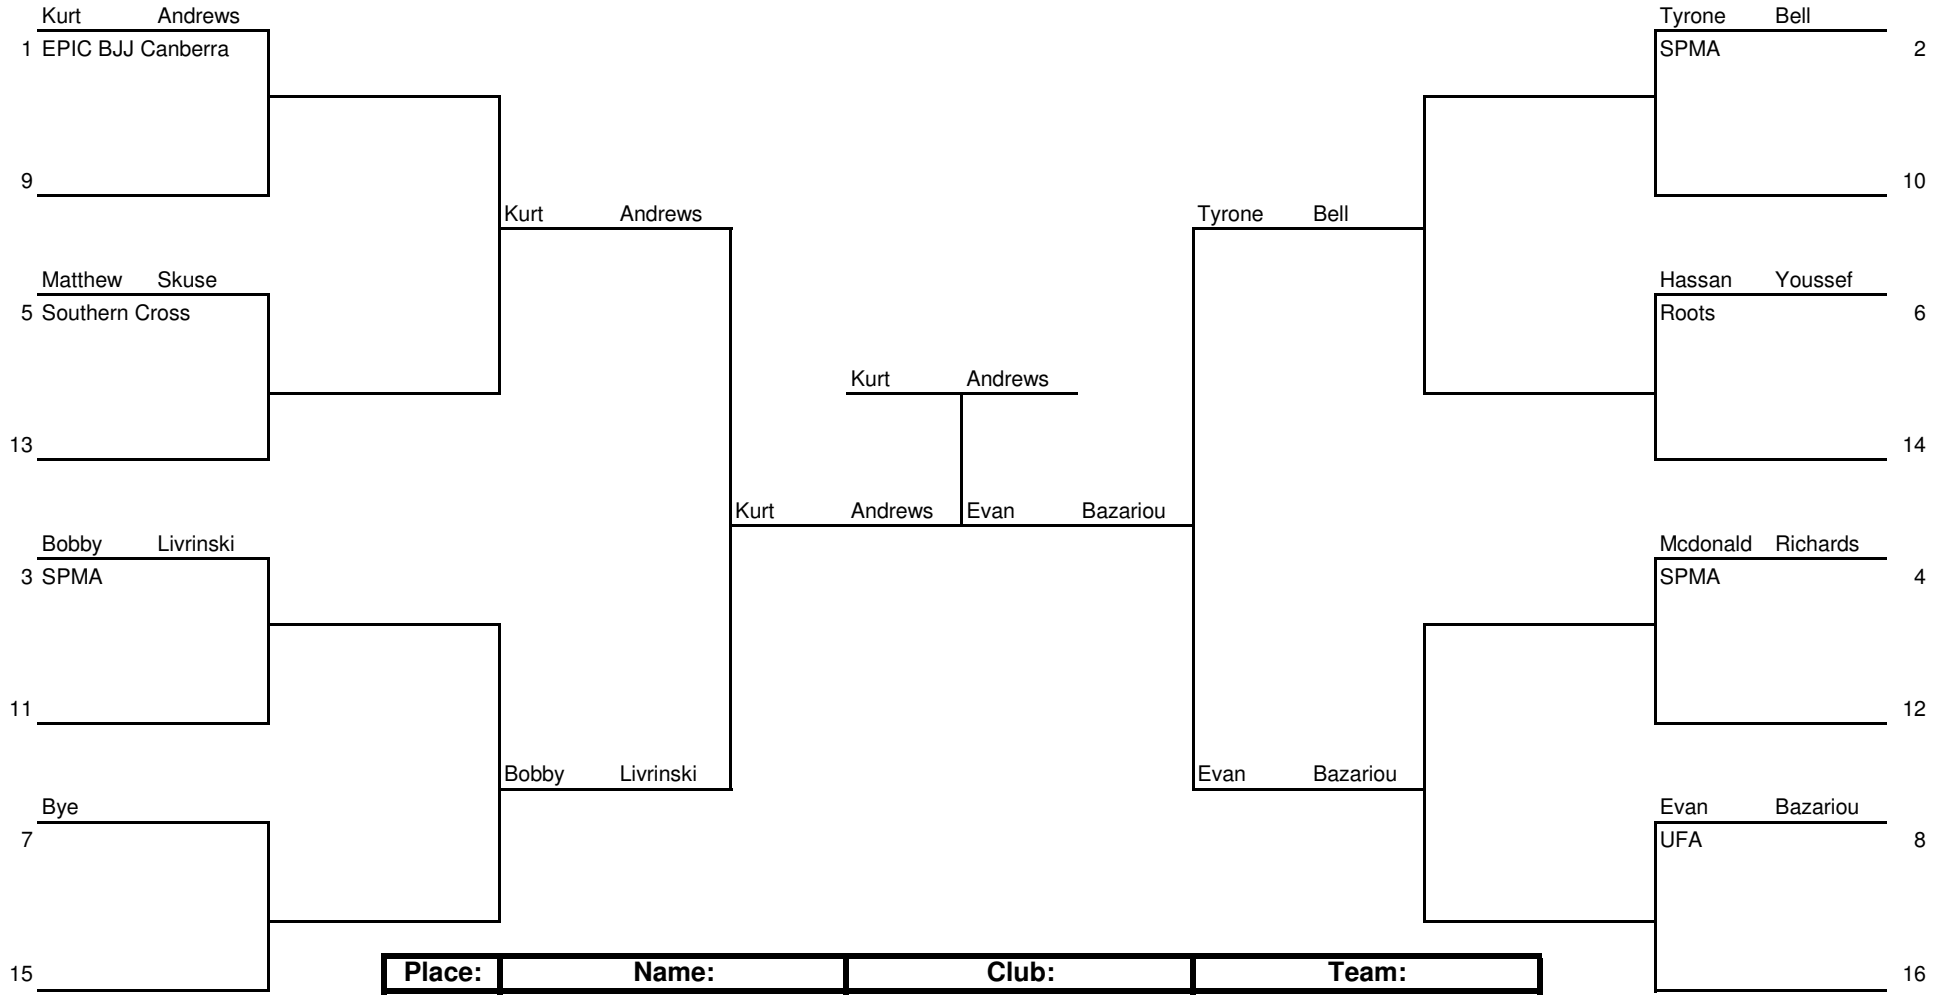 Kurt Andrews Tyrone Bell
1 EPIC BJJ Canberra SPMA 2
9 10
Kurt Andrews Tyrone Bell
Matthew Skuse Hassan Youssef
5 Southern Cross Roots 6
Kurt Andrews
13 14
Kurt Andrews Evan Bazariou
Bobby Livrinski Mcdonald Richards
3 SPMA SPMA 4
11 12
Bobby Livrinski Evan Bazariou
Bye Evan Bazariou
7 UFA 8
15 Place: Name: Club: Team: 16